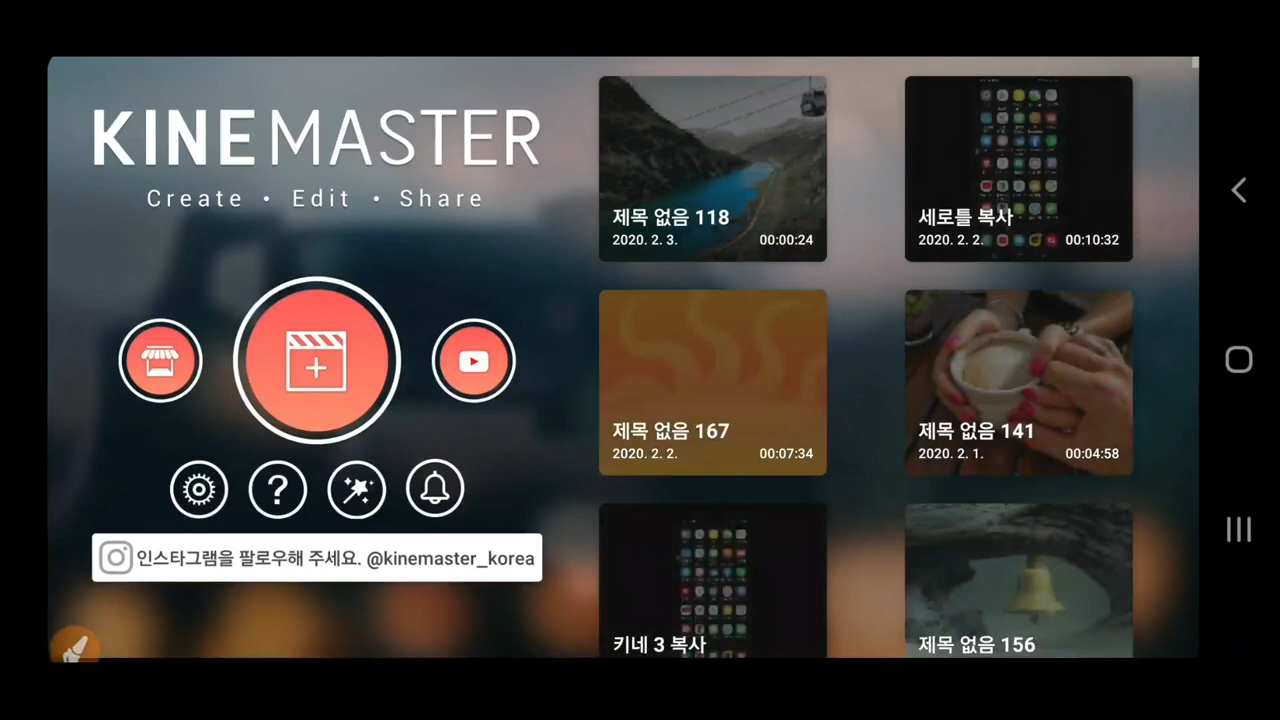 KINEMASTER
Create • Edit • Share
인스타그램을 팔로우해 주세요. @kinemaster_korea
제목 없음 118
2020. 2. 3. 00:00:24
세로틀 복사
2020. 2. 2. 00:10:32
제목 없음 167
2020. 2. 2. 00:07:34
제목 없음 141
2020. 2. 1. 00:04:58
키네 3 복사
제목 없음 156